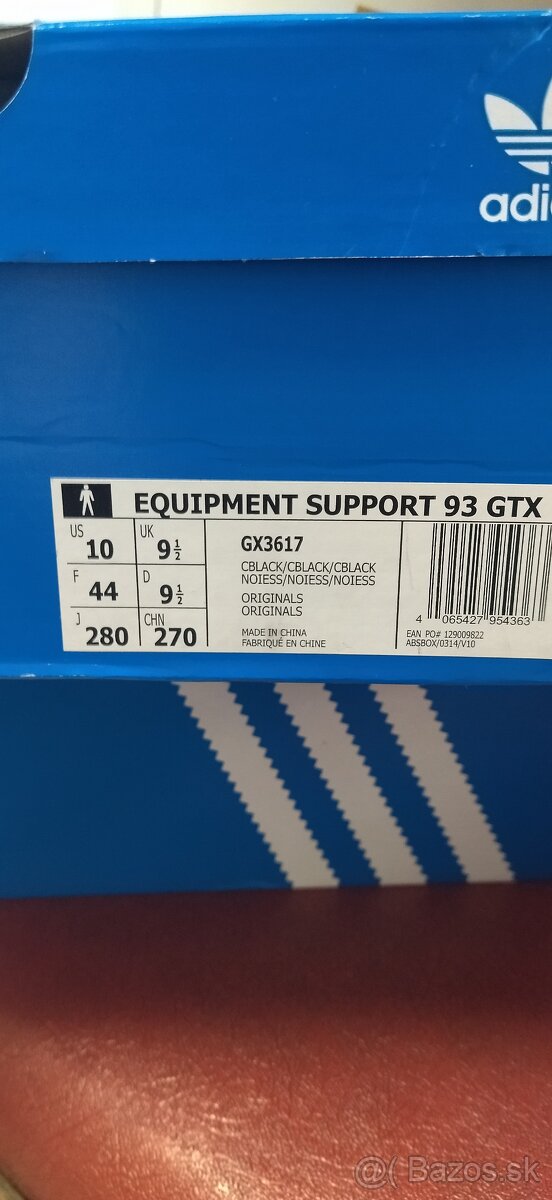 EQUIPMENT SUPPORT 93 GTX
US 10 UK 9½
F 44 D 9½
J 280 CHN 270
GX3617
CBLACK/CBLACK/CBLACK
NOIESS/NOIESS/NOIESS
ORIGINALS
ORIGINALS
MADE IN CHINA
FABRIQUÉ EN CHINE
4 065427 954363
EAN PO# 129009822
ABSBOX/0314/V10
@( Bazos.sk